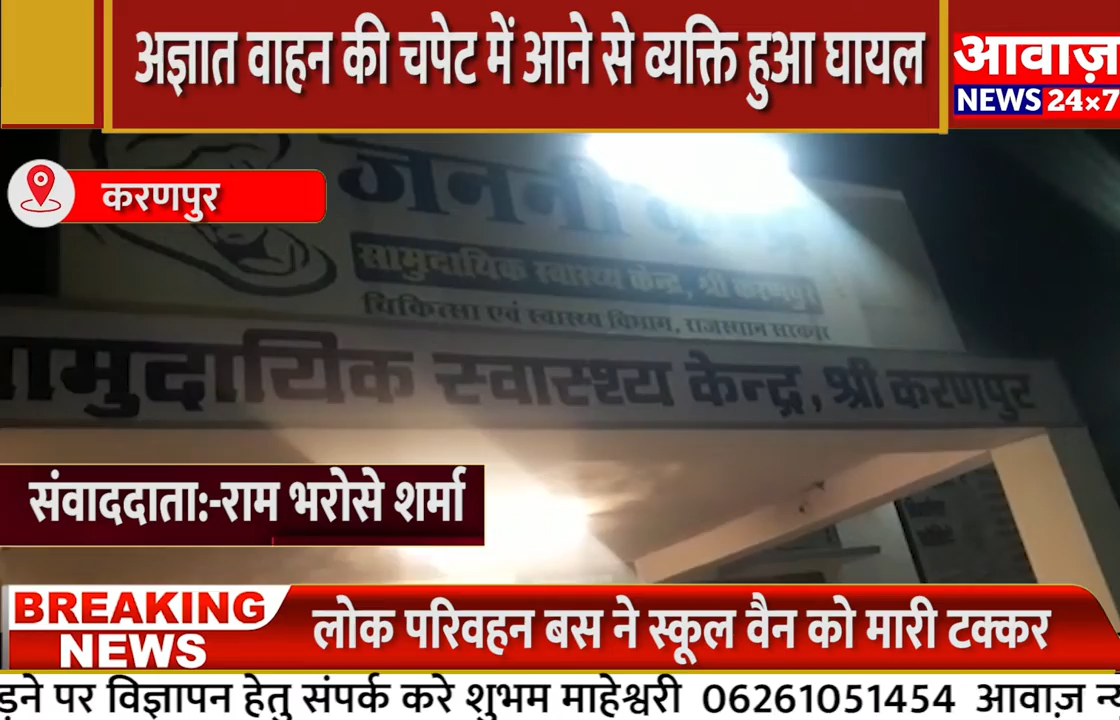 अज्ञात वाहन की चपेट में आने से व्यक्ति हुआ घायल
आवाज़
NEWS 24×7
करणपुर
जननी
सामुदायिक स्वास्थ्य केन्द्र, श्री करणपुर
चिकित्सा एवं स्वास्थ्य विभाग, राजस्थान सरकार
सामुदायिक स्वास्श्य केन्द्र, श्री करणपुर
संवाददाता:-राम भरोसे शर्मा
BREAKING NEWS
लोक परिवहन बस ने स्कूल वैन को मारी टक्कर
ड़ने पर विज्ञापन हेतु संपर्क करे शुभम माहेश्वरी 06261051454 आवाज़